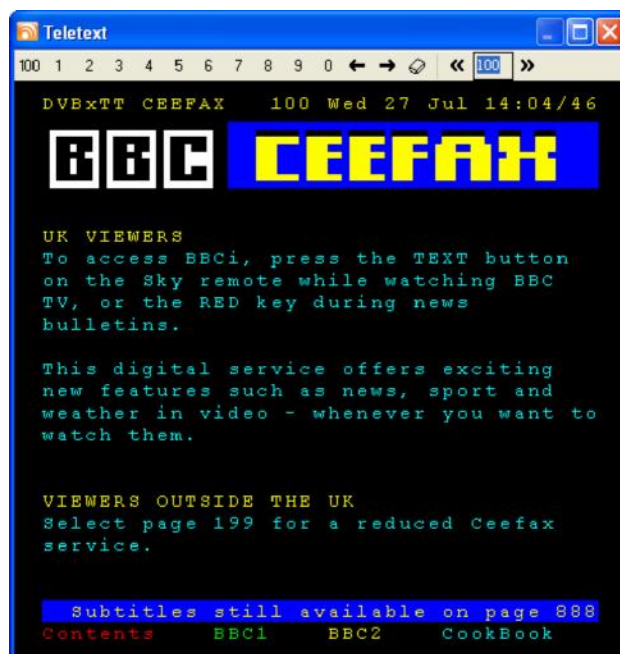 Teletext
100 1 2 3 4 5 6 7 8 9 0 100
DVBxTT CEEFAX 100 Wed 27 Jul 14:04/46
BBC CEEFAX
UK VIEWERS
To access BBCi, press the TEXT button
on the Sky remote while watching BBC
TV, or the RED key during news
bulletins.
This digital service offers exciting
new features such as news, sport and
weather in video - whenever you want to
watch them.
VIEWERS OUTSIDE THE UK
Select page 199 for a reduced Ceefax
service.
Subtitles still available on page 888
Contents BBC1 BBC2 CookBook